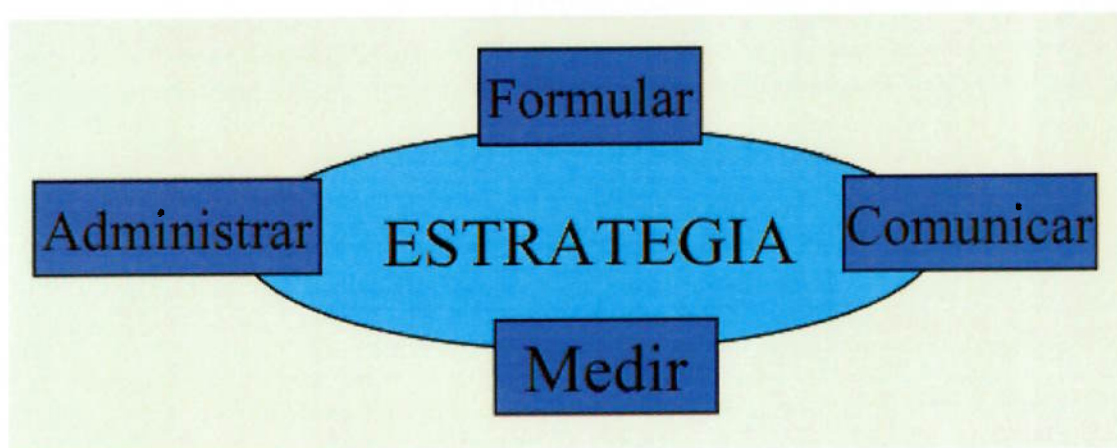 Formular
Administrar
ESTRATEGIA
Comunicar
Medir